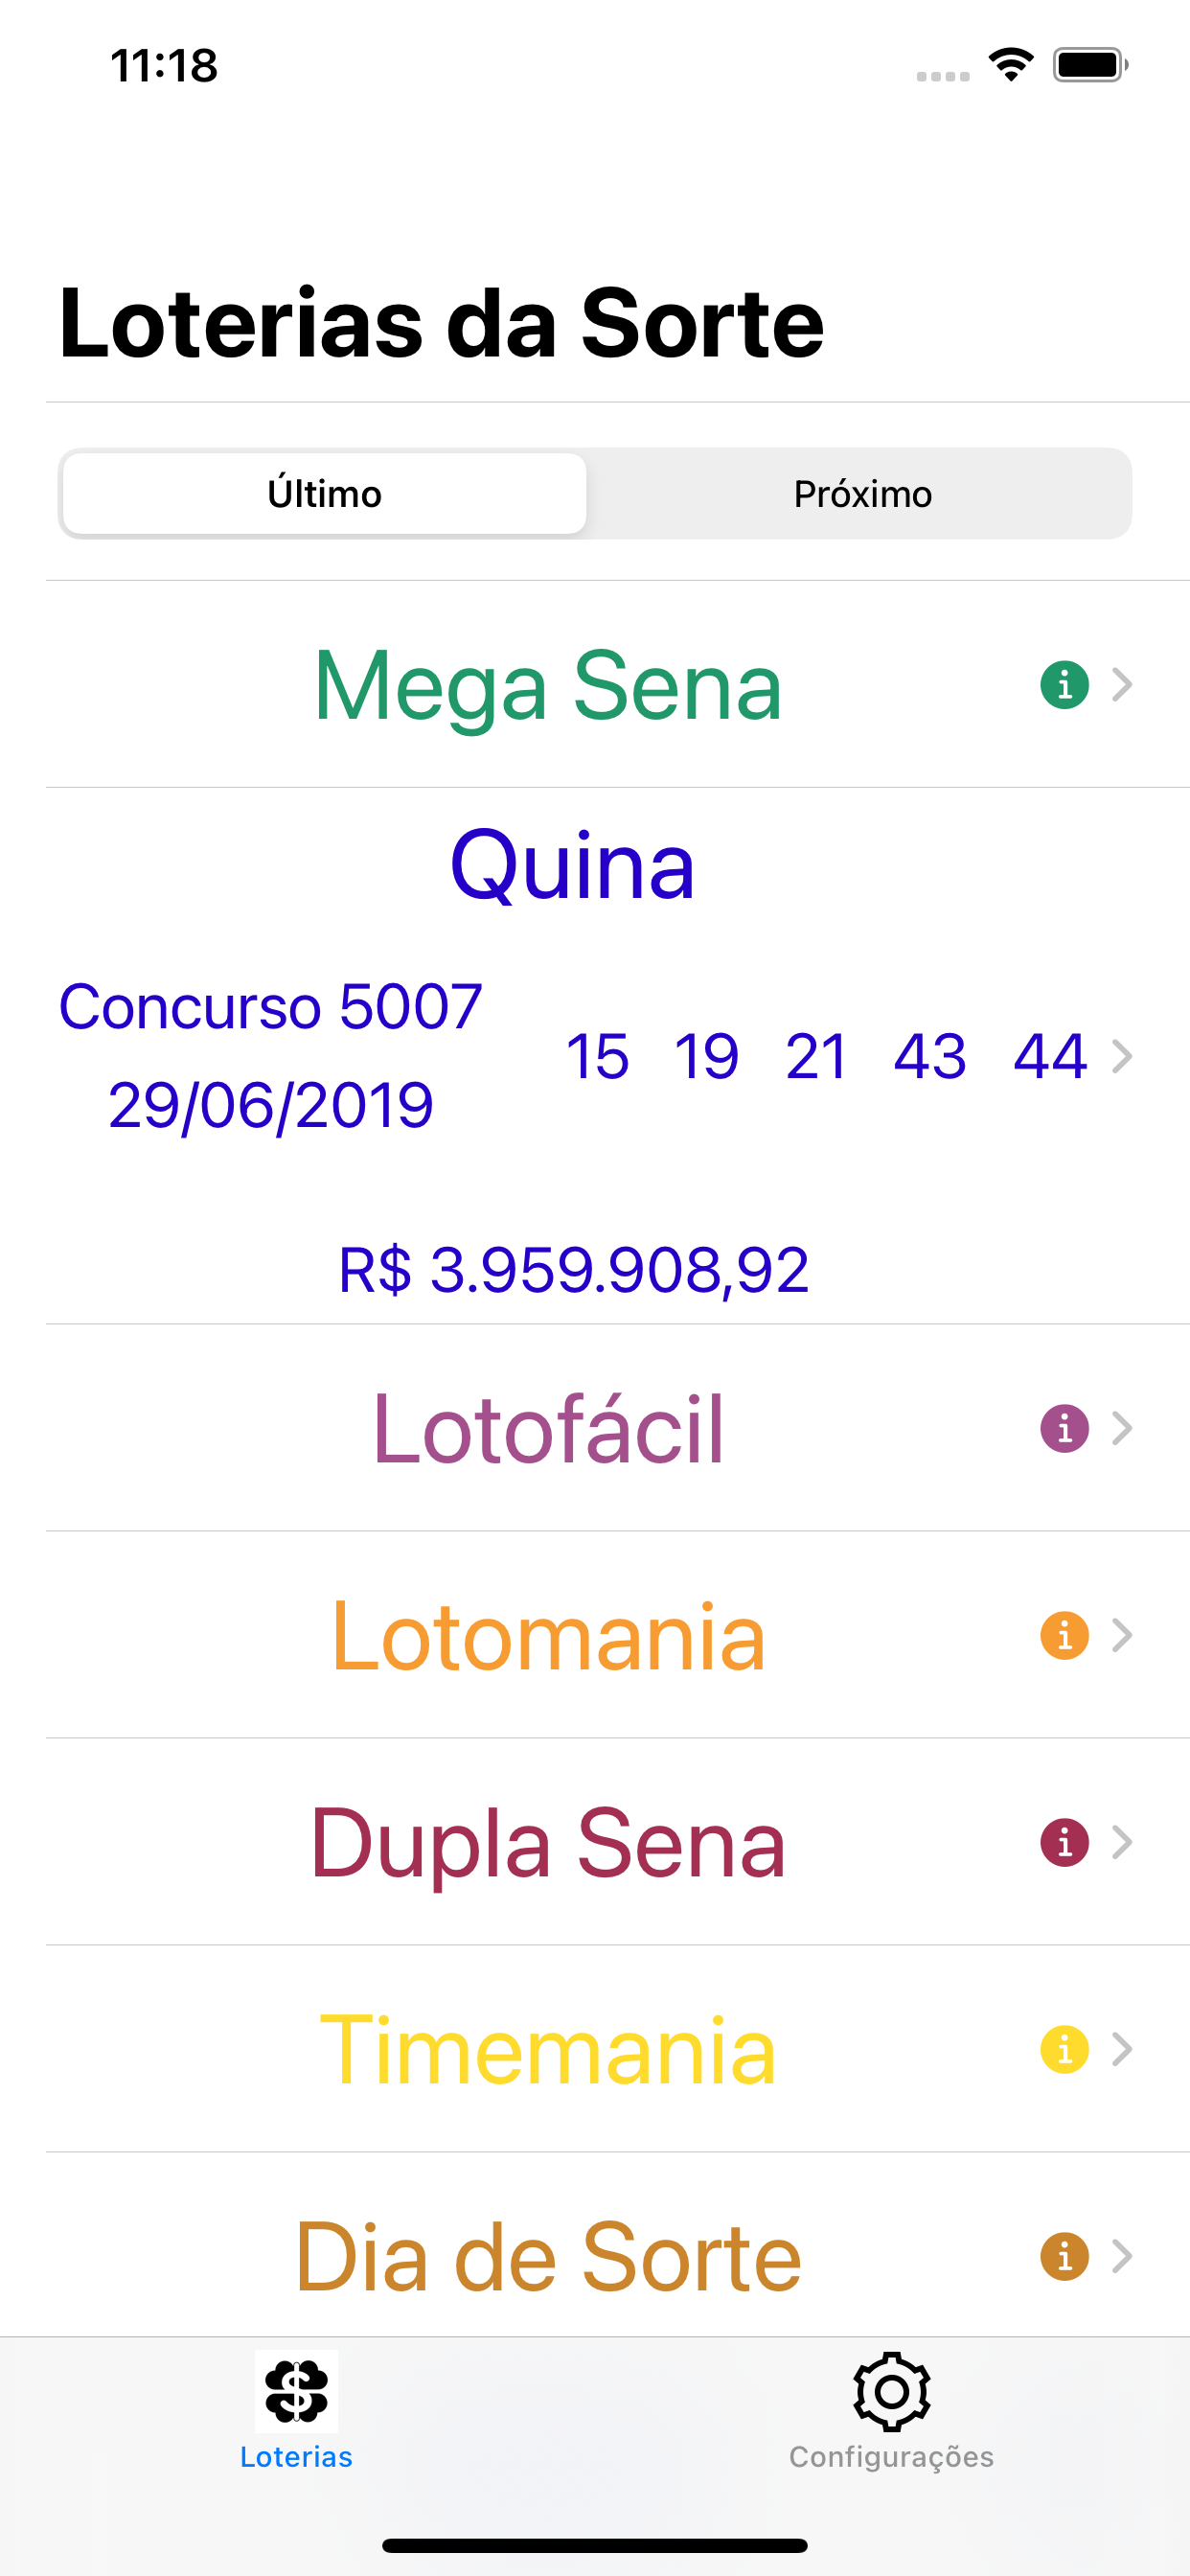 11:18
Loterias da Sorte
Último Próximo
Mega Sena
Quina
Concurso 5007
29/06/2019
15 19 21 43 44
R$ 3.959.908,92
Lotofácil
Lotomania
Dupla Sena
Timemania
Dia de Sorte
Loterias Configurações